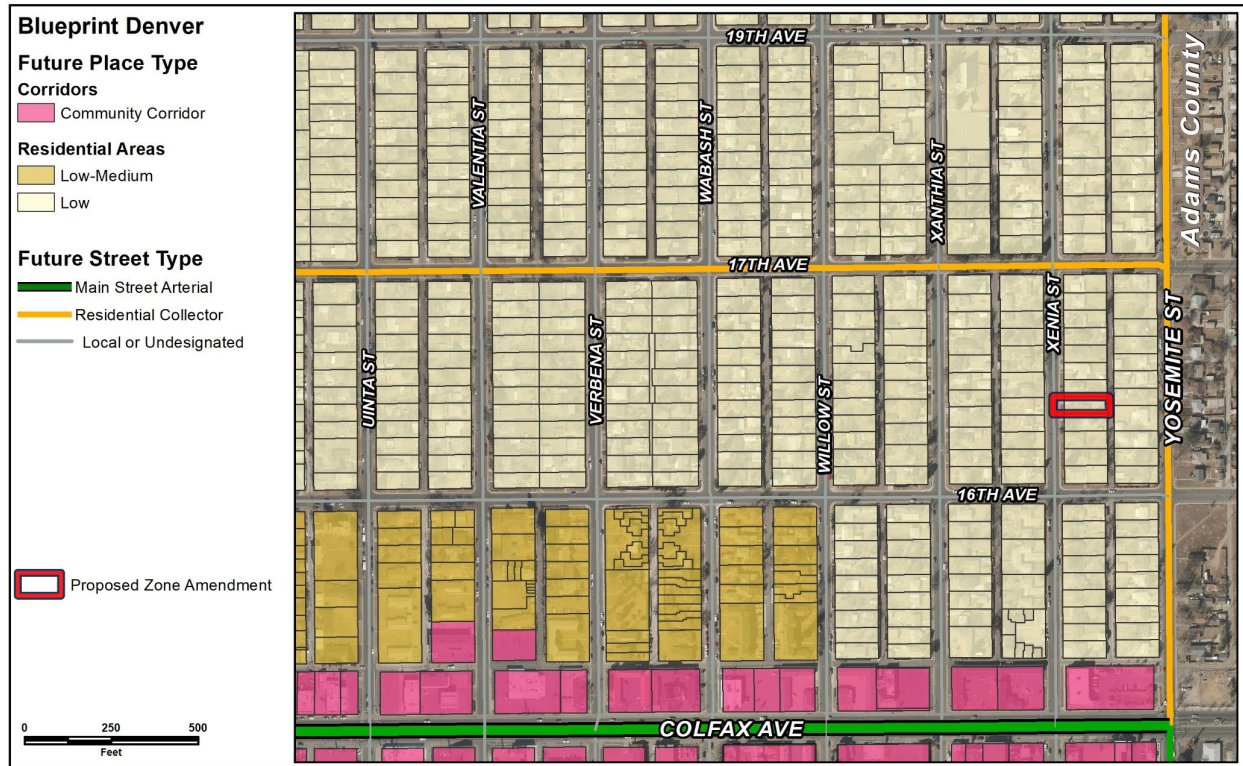 Blueprint Denver
Future Place Type
Corridors
Community Corridor
Residential Areas
Low-Medium
Low
Future Street Type
Main Street Arterial
Residential Collector
Local or Undesignated
Proposed Zone Amendment
0 250 500
Feet
19TH AVE
Adams County
VALENTIA ST
WABASH ST
XANTHIA ST
17TH AVE
XENIA ST
YOSEMITE ST
UINTA ST
VERBENA ST
WILLOW ST
16TH AVE
COLFAX AVE